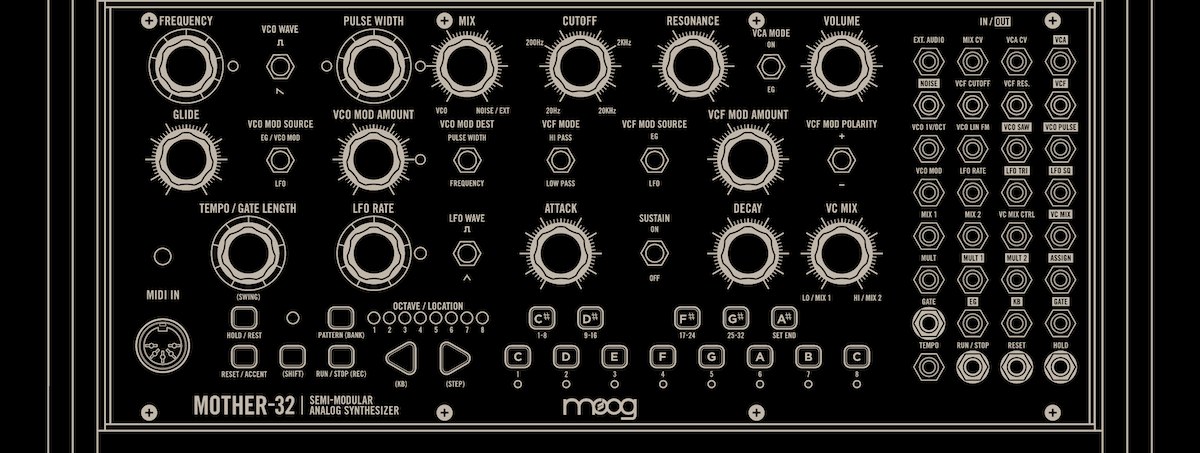 FREQUENCY
VCO WAVE
PULSE WIDTH
MIX
VCO
NOISE / EXT
CUTOFF
200Hz
2KHz
20Hz
20KHz
RESONANCE
VCA MODE
ON
EG
VOLUME
GLIDE
VCO MOD SOURCE
EG / VCO MOD
LFO
VCO MOD AMOUNT
VCO MOD DEST
PULSE WIDTH
FREQUENCY
VCF MODE
HI PASS
LOW PASS
VCF MOD SOURCE
EG
LFO
VCF MOD AMOUNT
VCF MOD POLARITY
+
–
TEMPO / GATE LENGTH
(SWING)
LFO RATE
LFO WAVE
ATTACK
SUSTAIN
ON
OFF
DECAY
VC MIX
LO / MIX 1
HI / MIX 2
MIDI IN
HOLD / REST
PATTERN (BANK)
OCTAVE / LOCATION
1 2 3 4 5 6 7 8
RESET / ACCENT
(SHIFT)
RUN / STOP (REC)
(KB)
(STEP)
C# D# F# G# A#
1-8 9-16 17-24 25-32 SET END
C D E F G A B C
1 2 3 4 5 6 7 8
MOTHER-32
SEMI-MODULAR
ANALOG SYNTHESIZER
moog
IN / OUT
EXT. AUDIO MIX CV VCA CV VCA
NOISE VCF CUTOFF VCF RES. VCF
VCO 1V/OCT VCO LIN FM VCO SAW VCO PULSE
VCO MOD LFO RATE LFO TRI LFO SQ
MIX 1 MIX 2 VC MIX CTRL VC MIX
MULT MULT 1 MULT 2 ASSIGN
GATE EG KB GATE
TEMPO RUN / STOP RESET HOLD